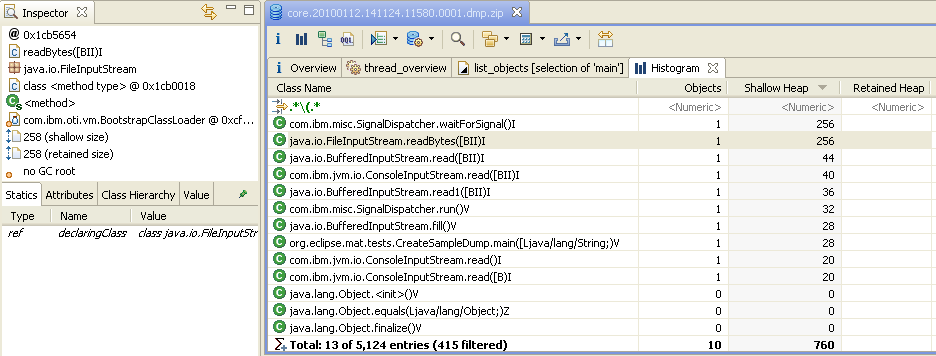 Inspector
0x1cb5654
readBytes([BII)I
java.io.FileInputStream
class <method type> @ 0x1cb0018
<method>
com.ibm.oti.vm.BootstrapClassLoader @ 0xcf...
258 (shallow size)
258 (retained size)
no GC root
Statics Attributes Class Hierarchy Value
Type Name Value
ref declaringClass class java.io.FileInputStr
core.20100112.141124.11580.0001.dmp.zip
i OQL
i Overview thread_overview list_objects [selection of 'main'] Histogram
Class Name Objects Shallow Heap Retained Heap
.*\(.* <Numeric> <Numeric> <Numeric>
com.ibm.misc.SignalDispatcher.waitForSignal()I 1 256
java.io.FileInputStream.readBytes([BII)I 1 256
java.io.BufferedInputStream.read([BII)I 1 44
com.ibm.jvm.io.ConsoleInputStream.read([BII)I 1 40
java.io.BufferedInputStream.read1([BII)I 1 36
com.ibm.misc.SignalDispatcher.run()V 1 32
java.io.BufferedInputStream.fill()V 1 28
org.eclipse.mat.tests.CreateSampleDump.main([Ljava/lang/String;)V 1 28
com.ibm.jvm.io.ConsoleInputStream.read()I 1 20
com.ibm.jvm.io.ConsoleInputStream.read([B)I 1 20
java.lang.Object.<init>()V 0 0
java.lang.Object.equals(Ljava/lang/Object;)Z 0 0
java.lang.Object.finalize()V 0 0
Total: 13 of 5,124 entries (415 filtered) 10 760